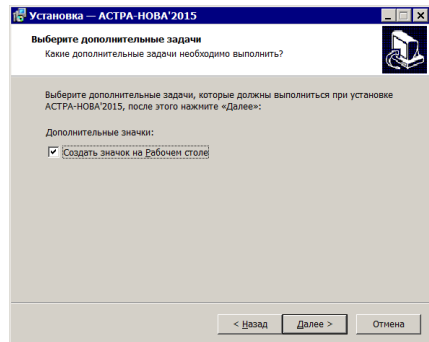 Установка — АСТРА-НОВА'2015
Выберите дополнительные задачи
Какие дополнительные задачи необходимо выполнить?
Выберите дополнительные задачи, которые должны выполниться при установке
АСТРА-НОВА'2015, после этого нажмите «Далее»:
Дополнительные значки:
Создать значок на Рабочем столе
< Назад Далее > Отмена